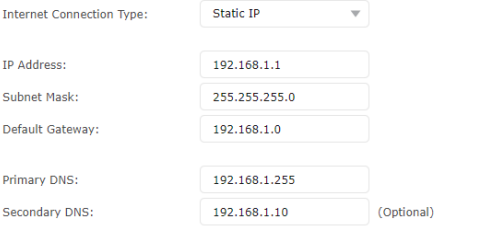 Internet Connection Type: Static IP
IP Address: 192.168.1.1
Subnet Mask: 255.255.255.0
Default Gateway: 192.168.1.0
Primary DNS: 192.168.1.255
Secondary DNS: 192.168.1.10 (Optional)